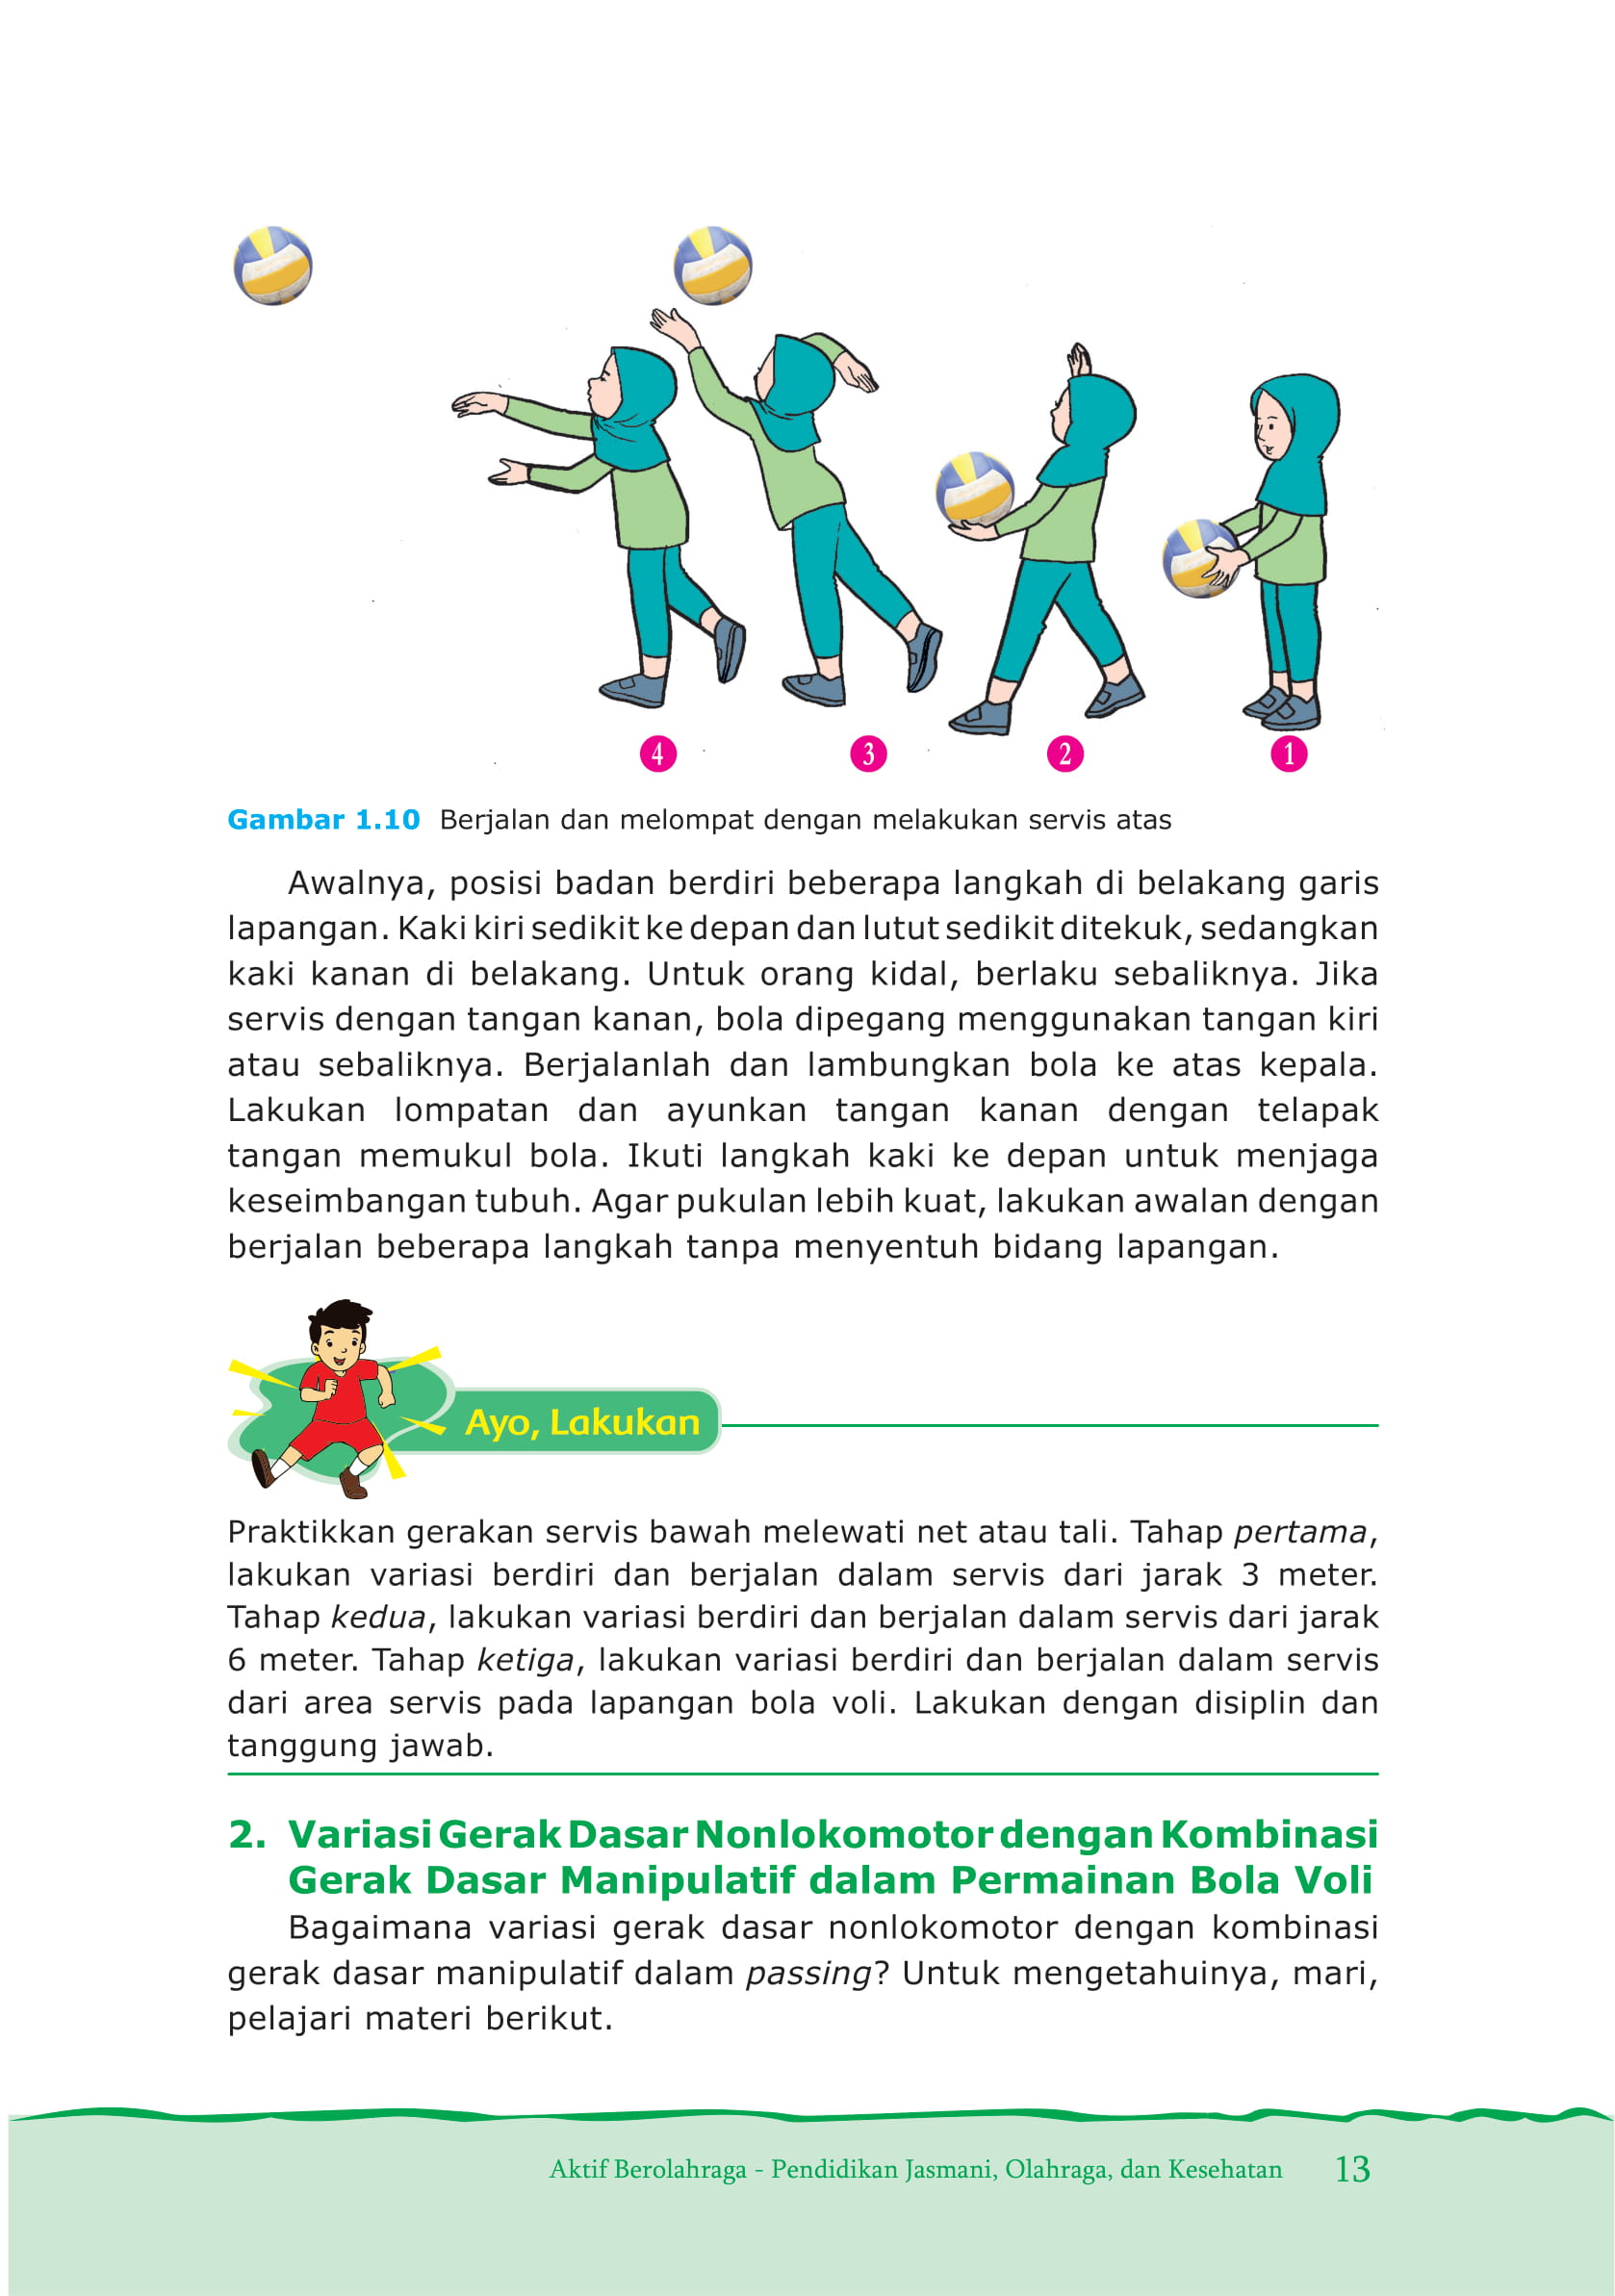 4 3 2 1
Gambar 1.10 Berjalan dan melompat dengan melakukan servis atas
Awalnya, posisi badan berdiri beberapa langkah di belakang garis
lapangan. Kaki kiri sedikit ke depan dan lutut sedikit ditekuk, sedangkan
kaki kanan di belakang. Untuk orang kidal, berlaku sebaliknya. Jika
servis dengan tangan kanan, bola dipegang menggunakan tangan kiri
atau sebaliknya. Berjalanlah dan lambungkan bola ke atas kepala.
Lakukan lompatan dan ayunkan tangan kanan dengan telapak
tangan memukul bola. Ikuti langkah kaki ke depan untuk menjaga
keseimbangan tubuh. Agar pukulan lebih kuat, lakukan awalan dengan
berjalan beberapa langkah tanpa menyentuh bidang lapangan.
Ayo, Lakukan
Praktikkan gerakan servis bawah melewati net atau tali. Tahap pertama,
lakukan variasi berdiri dan berjalan dalam servis dari jarak 3 meter.
Tahap kedua, lakukan variasi berdiri dan berjalan dalam servis dari jarak
6 meter. Tahap ketiga, lakukan variasi berdiri dan berjalan dalam servis
dari area servis pada lapangan bola voli. Lakukan dengan disiplin dan
tanggung jawab.
2. Variasi Gerak Dasar Nonlokomotor dengan Kombinasi
Gerak Dasar Manipulatif dalam Permainan Bola Voli
Bagaimana variasi gerak dasar nonlokomotor dengan kombinasi
gerak dasar manipulatif dalam passing? Untuk mengetahuinya, mari,
pelajari materi berikut.
Aktif Berolahraga - Pendidikan Jasmani, Olahraga, dan Kesehatan 13